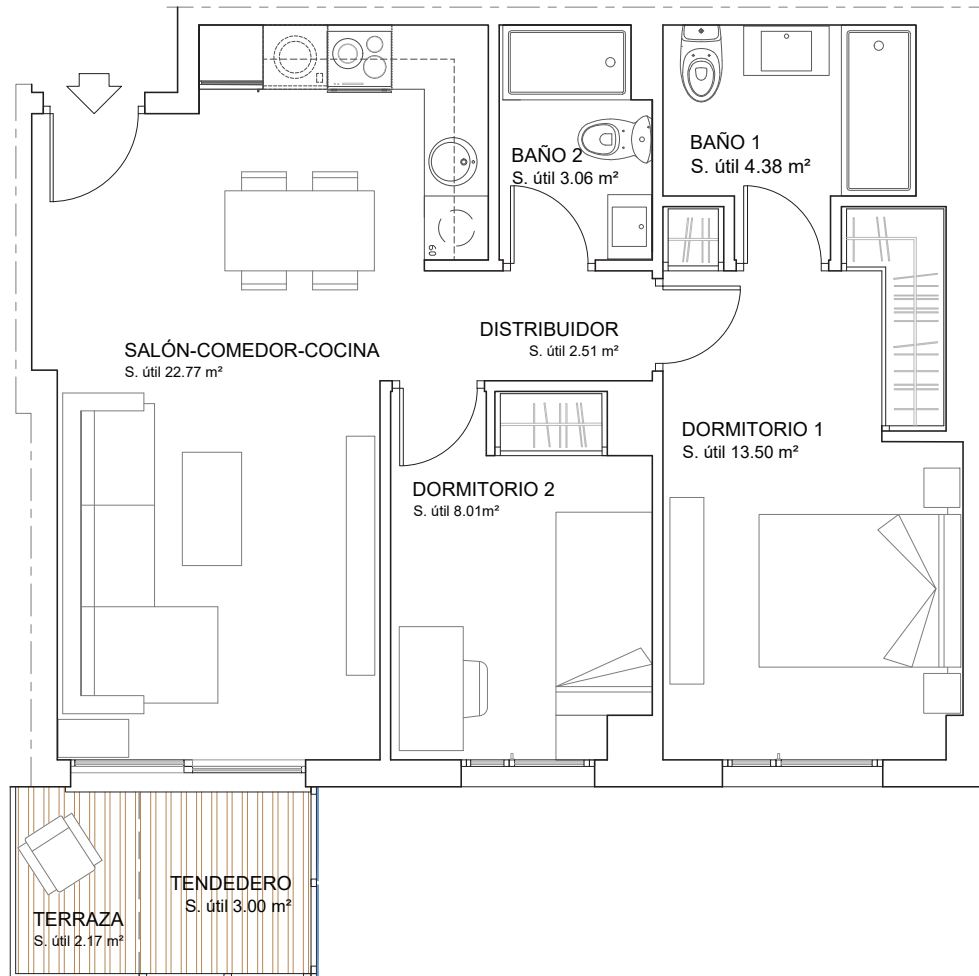 BAÑO 2
S. útil 3.06 m²
BAÑO 1
S. útil 4.38 m²
60
SALÓN-COMEDOR-COCINA
S. útil 22.77 m²
DISTRIBUIDOR
S. útil 2.51 m²
DORMITORIO 1
S. útil 13.50 m²
DORMITORIO 2
S. útil 8.01m²
TENDEDERO
S. útil 3.00 m²
TERRAZA
S. útil 2.17 m²